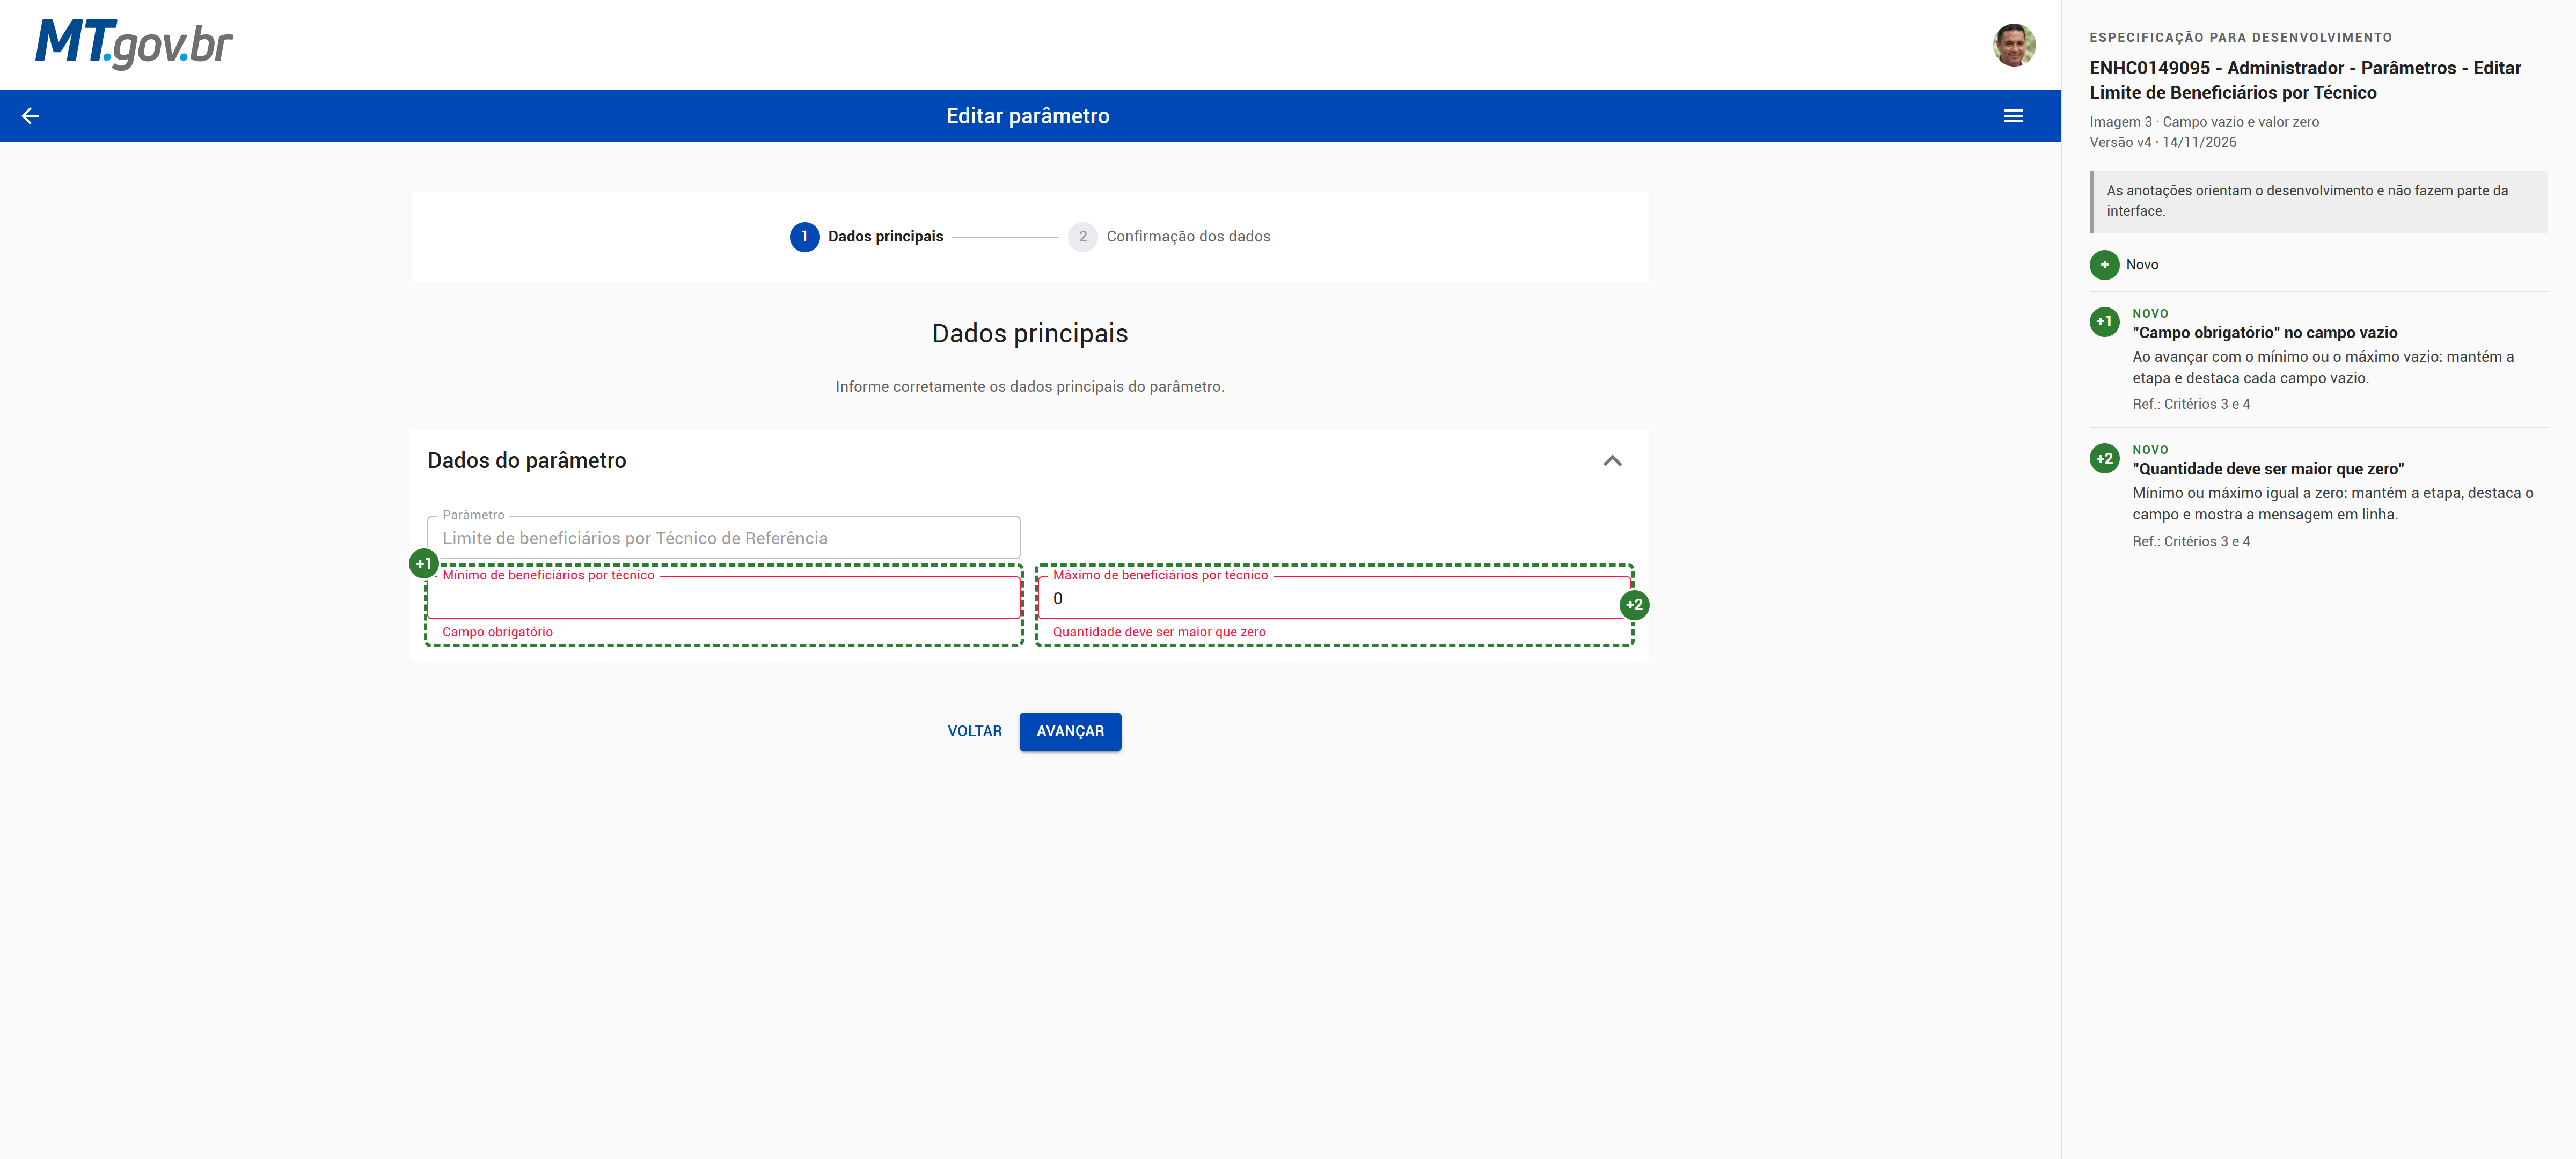 MT.gov.br
Editar parâmetro
1 Dados principais
2 Confirmação dos dados
Dados principais
Informe corretamente os dados principais do parâmetro.
Dados do parâmetro
Parâmetro
Limite de beneficiários por Técnico de Referência
+1
Mínimo de beneficiários por técnico
Campo obrigatório
Máximo de beneficiários por técnico
0
+2
Quantidade deve ser maior que zero
VOLTAR
AVANÇAR
ESPECIFICAÇÃO PARA DESENVOLVIMENTO
ENHC0149095 - Administrador - Parâmetros - Editar
Limite de Beneficiários por Técnico
Imagem 3 · Campo vazio e valor zero
Versão v4 · 14/11/2026
As anotações orientam o desenvolvimento e não fazem parte da
interface.
+ Novo
+1
NOVO
"Campo obrigatório" no campo vazio
Ao avançar com o mínimo ou o máximo vazio: mantém a
etapa e destaca cada campo vazio.
Ref.: Critérios 3 e 4
+2
NOVO
"Quantidade deve ser maior que zero"
Mínimo ou máximo igual a zero: mantém a etapa, destaca o
campo e mostra a mensagem em linha.
Ref.: Critérios 3 e 4